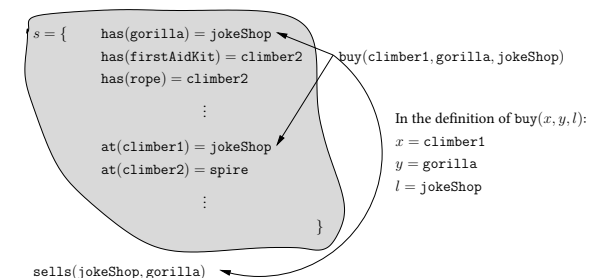 s = {    has(gorilla) = jokeShop
has(firstAidKit) = climber2
has(rope) = climber2
⋮
at(climber1) = jokeShop
at(climber2) = spire
⋮
}
buy(climber1, gorilla, jokeShop)
In the definition of buy(x, y, l):
x = climber1
y = gorilla
l = jokeShop
sells(jokeShop, gorilla)